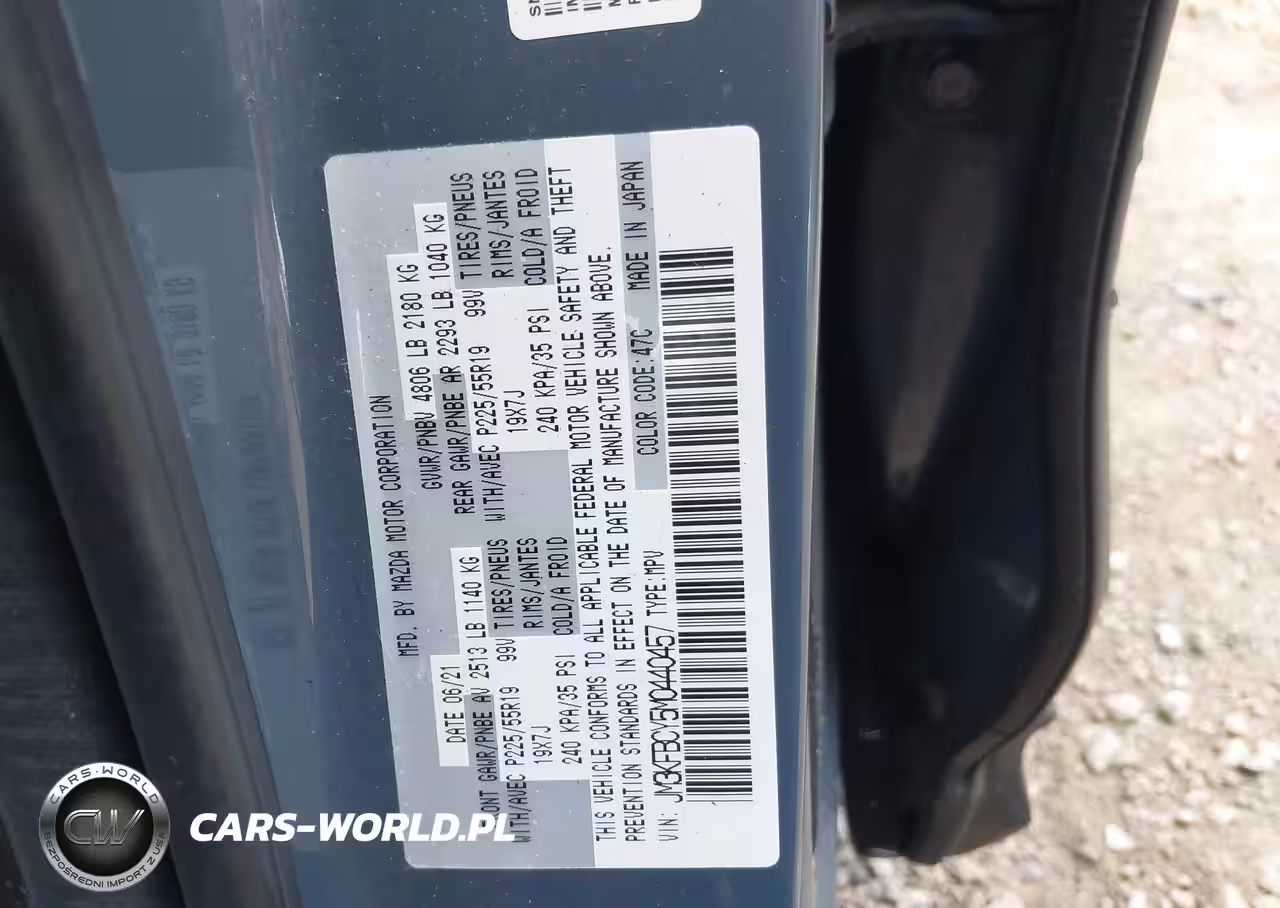 MFD. BY MAZDA MOTOR CORPORATION
DATE 06/21 GVWR/PNBV 4806 LB 2180 KG
GAWR/PNBE AV 2513 LB 1140 KG REAR GAWR/PNBE AR 2293 LB 1040 KG
WITH/AVEC P225/55R19 99V TIRES/PNEUS WITH/AVEC P225/55R19 99V TIRES/PNEUS
19X7J RIMS/JANTES 19X7J RIMS/JANTES
240 KPA/35 PSI COLD/A FROID 240 KPA/35 PSI COLD/A FROID
THIS VEHICLE CONFORMS TO ALL APPLICABLE FEDERAL MOTOR VEHICLE SAFETY AND THEFT
PREVENTION STANDARDS IN EFFECT ON THE DATE OF MANUFACTURE SHOWN ABOVE.
VIN: JM3KFBCY5M0440457 TYPE:MPV COLOR CODE:47C MADE IN JAPAN
CARS-WORLD
CW
BEZPOŚREDNI IMPORT Z USA
CARS-WORLD.PL